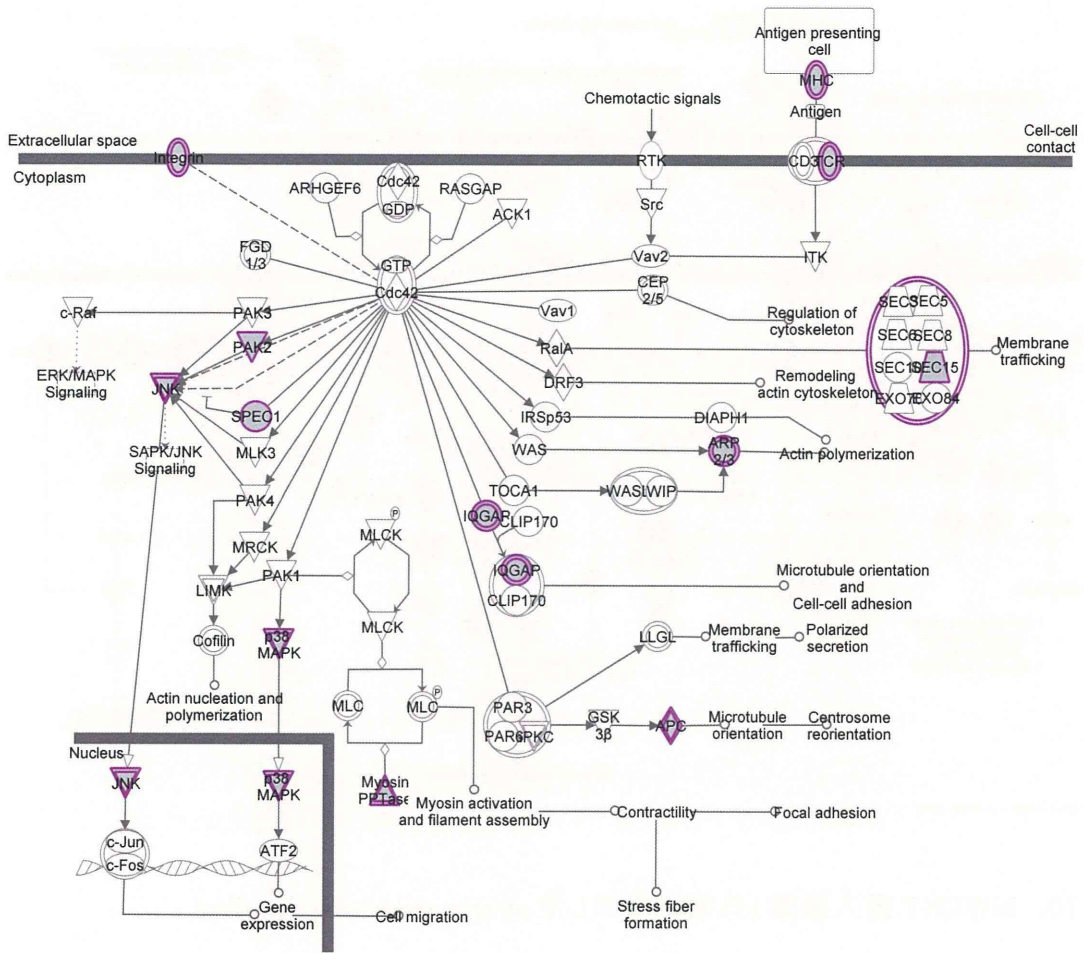 Antigen presenting
cell
MHC
Antigen
Chemotactic signals
Extracellular space
Cell-cell
contact
Integrin
RTK
CD3
TCR
Cytoplasm
ARHGEF6
Cdc42
GDP
RASGAP
ACK1
Src
FGD
1/3
GTP
Cdc42
Vav2
ITK
CEP
2/5
c-Raf
PAK3
Vav1
Regulation of
cytoskeleton
SEC3
SEC5
SEC6
SEC8
SEC10
SEC15
EXO70
EXO84
Membrane
trafficking
PAK2
RalA
ERK/MAPK
Signaling
JNK
DRF3
Remodeling
actin cytoskeleton
SPEC1
IRSp53
DIAPH1
SAPK/JNK
Signaling
MLK3
WAS
ARP
2/3
Actin polymerization
PAK4
TOCA1
WASL
WIP
IQGAP
CLIP170
P
MLCK
MRCK
PAK1
LIMK
IQGAP
CLIP170
Microtubule orientation
and
Cell-cell adhesion
MLCK
Cofilin
p38
MAPK
LLGL
Membrane
trafficking
Polarized
secretion
Actin nucleation and
polymerization
MLC
MLC
P
PAR3
PAR6
aPKC
GSK
3β
APC
Microtubule
orientation
Centrosome
reorientation
Nucleus
JNK
p38
MAPK
Myosin
PPTase
Myosin activation
and filament assembly
Contractility
Focal adhesion
c-Jun
c-Fos
ATF2
Gene
expression
Cell migration
Stress fiber
formation